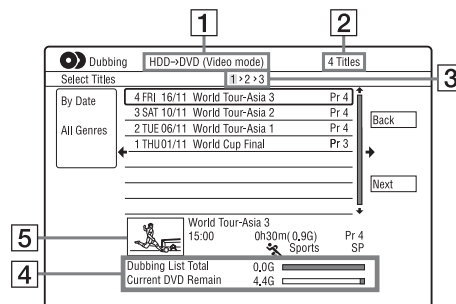 1
2
Dubbing HDD→DVD (Video mode) 4 Titles
Select Titles 1>2>3
3
By Date
All Genres
4 FRI 16/11 World Tour-Asia 3 Pr 4
3 SAT 10/11 World Tour-Asia 2 Pr 4
2 TUE 06/11 World Tour-Asia 1 Pr 4
1 THU 01/11 World Cup Final Pr 3
Back
Next
World Tour-Asia 3
5
15:00 0h30m(0.9G) Pr 4
Sports SP
4
Dubbing List Total 0.0G
Current DVD Remain 4.4G